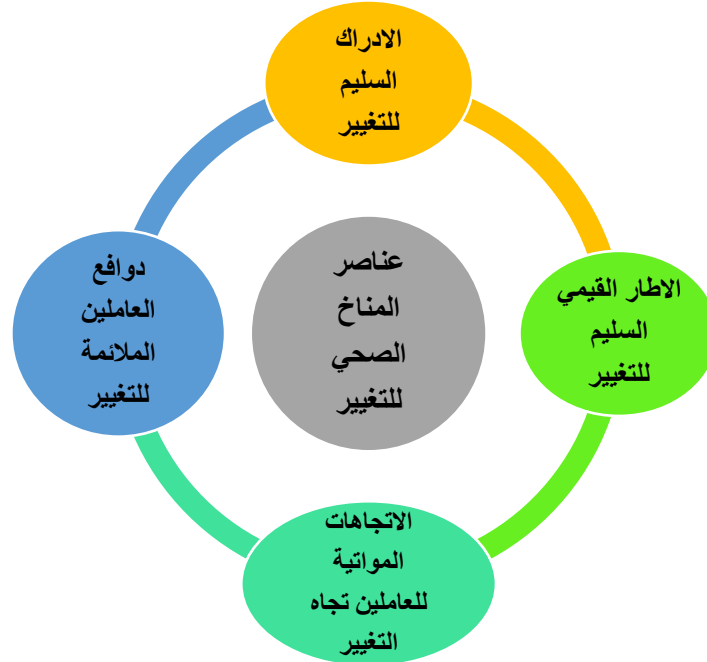 الادراك
السليم
للتغيير
عناصر
المناخ
الصحي
للتغيير
الاطار القيمي
السليم
للتغيير
دوافع
العاملين
الملائمة
للتغيير
الاتجاهات
المواتية
للعاملين تجاه
التغيير